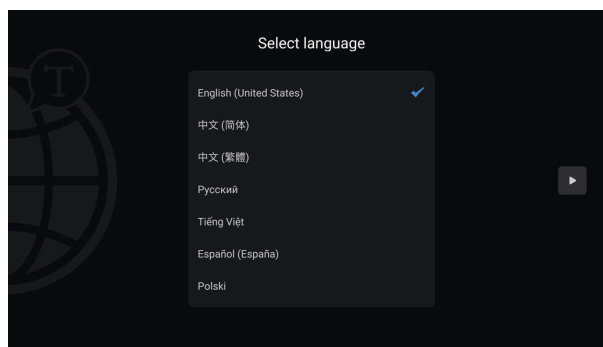 Select language
English (United States)
中文 (简体)
中文 (繁體)
Русский
Tiếng Việt
Español (España)
Polski
T